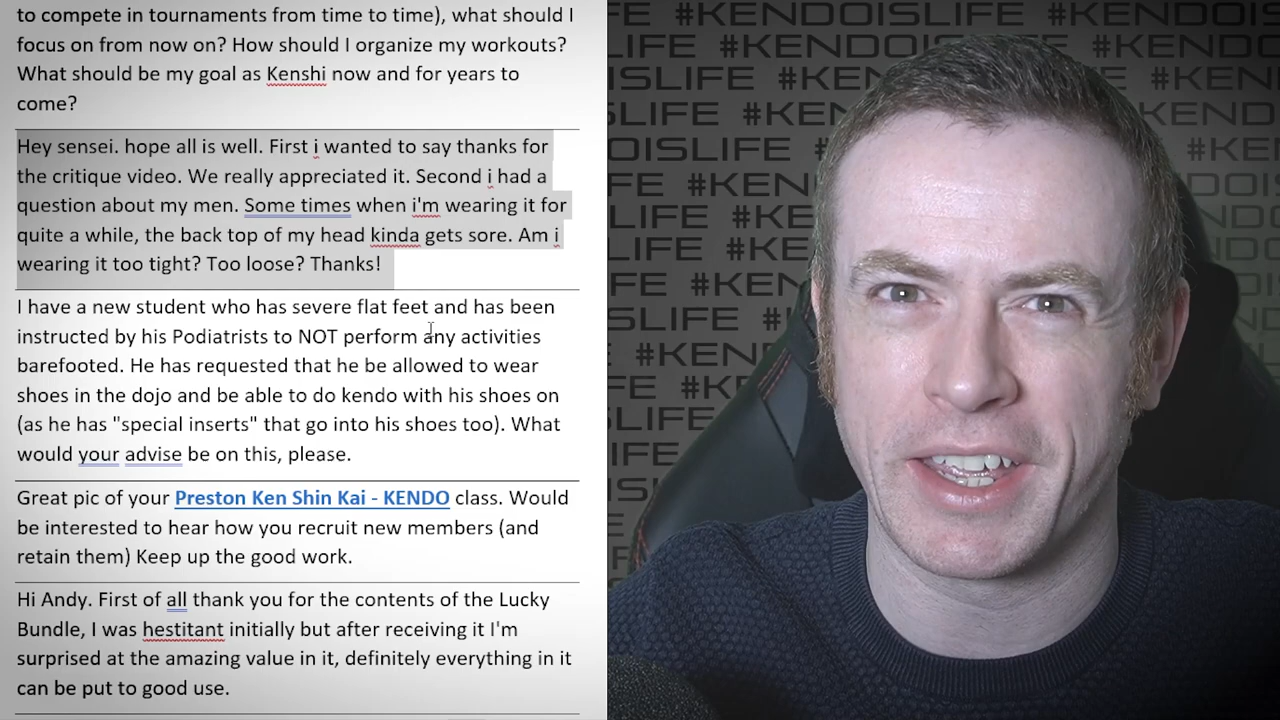 to compete in tournaments from time to time), what should I
focus on from now on? How should I organize my workouts?
What should be my goal as Kenshi now and for years to
come?
Hey sensei. hope all is well. First i wanted to say thanks for
the critique video. We really appreciated it. Second i had a
question about my men. Some times when i'm wearing it for
quite a while, the back top of my head kinda gets sore. Am i
wearing it too tight? Too loose? Thanks!
I have a new student who has severe flat feet and has been
instructed by his Podiatrists to NOT perform any activities
barefooted. He has requested that he be allowed to wear
shoes in the dojo and be able to do kendo with his shoes on
(as he has "special inserts" that go into his shoes too). What
would your advise be on this, please.
Great pic of your Preston Ken Shin Kai - KENDO class. Would
be interested to hear how you recruit new members (and
retain them) Keep up the good work.
Hi Andy. First of all thank you for the contents of the Lucky
Bundle, I was hestitant initially but after receiving it I'm
surprised at the amazing value in it, definitely everything in it
can be put to good use.
#KENDOISLIFE